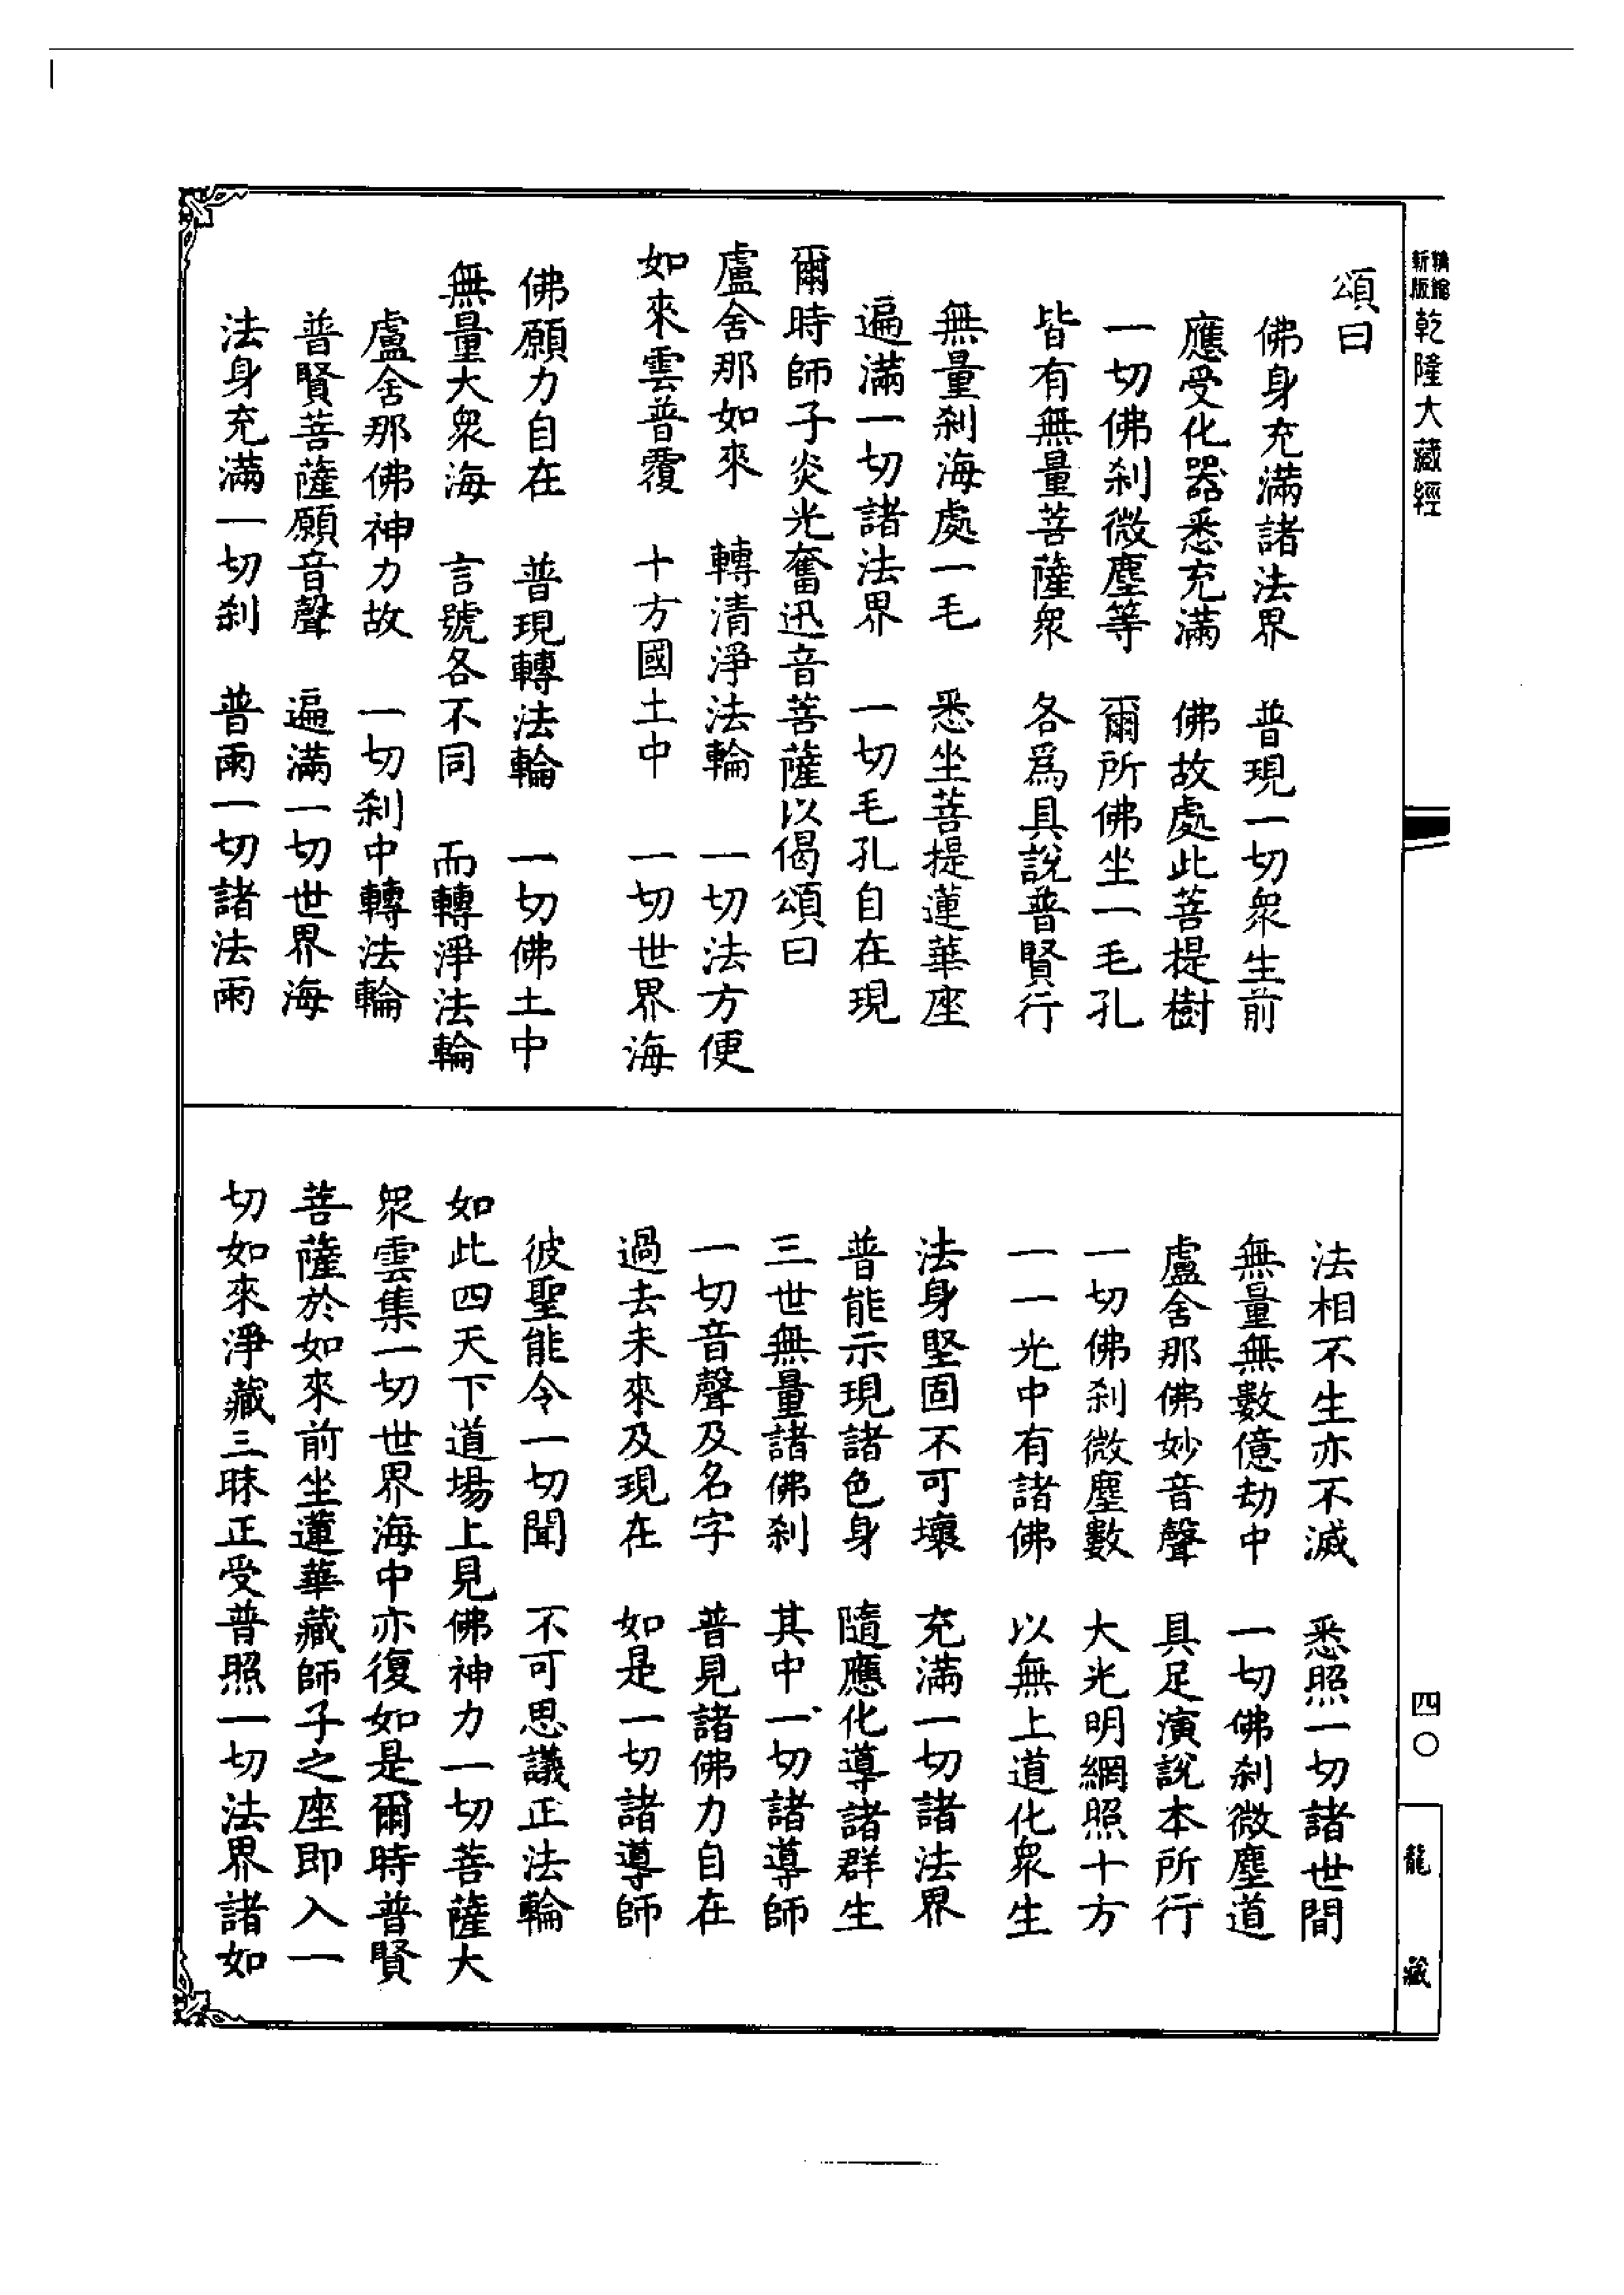 精縮
新版
乾隆大藏經
四〇
龍藏
頌曰
佛身充滿諸法界　普現一切衆生前
應受化器悉充滿　佛故處此菩提樹
一切佛刹微塵等　爾所佛坐一毛孔
皆有無量菩薩衆　各爲具說普賢行
無量刹海處一毛　悉坐菩提蓮華座
遍滿一切諸法界　一切毛孔自在現
爾時師子炎光奮迅音菩薩以偈頌曰
盧舍那如來　轉清淨法輪　一切法方便
如來雲普覆　十方國土中　一切世界海
佛願力自在　普現轉法輪　一切佛土中
無量大衆海　言號各不同　而轉淨法輪
盧舍那佛神力故　一切刹中轉法輪
普賢菩薩願音聲　遍滿一切世界海
法身充滿一切刹　普雨一切諸法雨
法相不生亦不滅　悉照一切諸世間
無量無數億劫中　一切佛刹微塵道
盧舍那佛妙音聲　具足演說本所行
一切佛刹微塵數　大光明網照十方
一一光中有諸佛　以無上道化衆生
法身堅固不可壞　充滿一切諸法界
普能示現諸色身　隨應化導諸群生
三世無量諸佛刹　其中一切諸導師
一切音聲及名字　普見諸佛力自在
過去未來及現在　如是一切諸導師
彼聖能令一切聞　不可思議正法輪
如此四天下道場上見佛神力一切菩薩大
衆雲集一切世界海中亦復如是爾時普賢
菩薩於如來前坐蓮華藏師子之座即入一
切如來淨藏三昧正受普照一切法界諸如